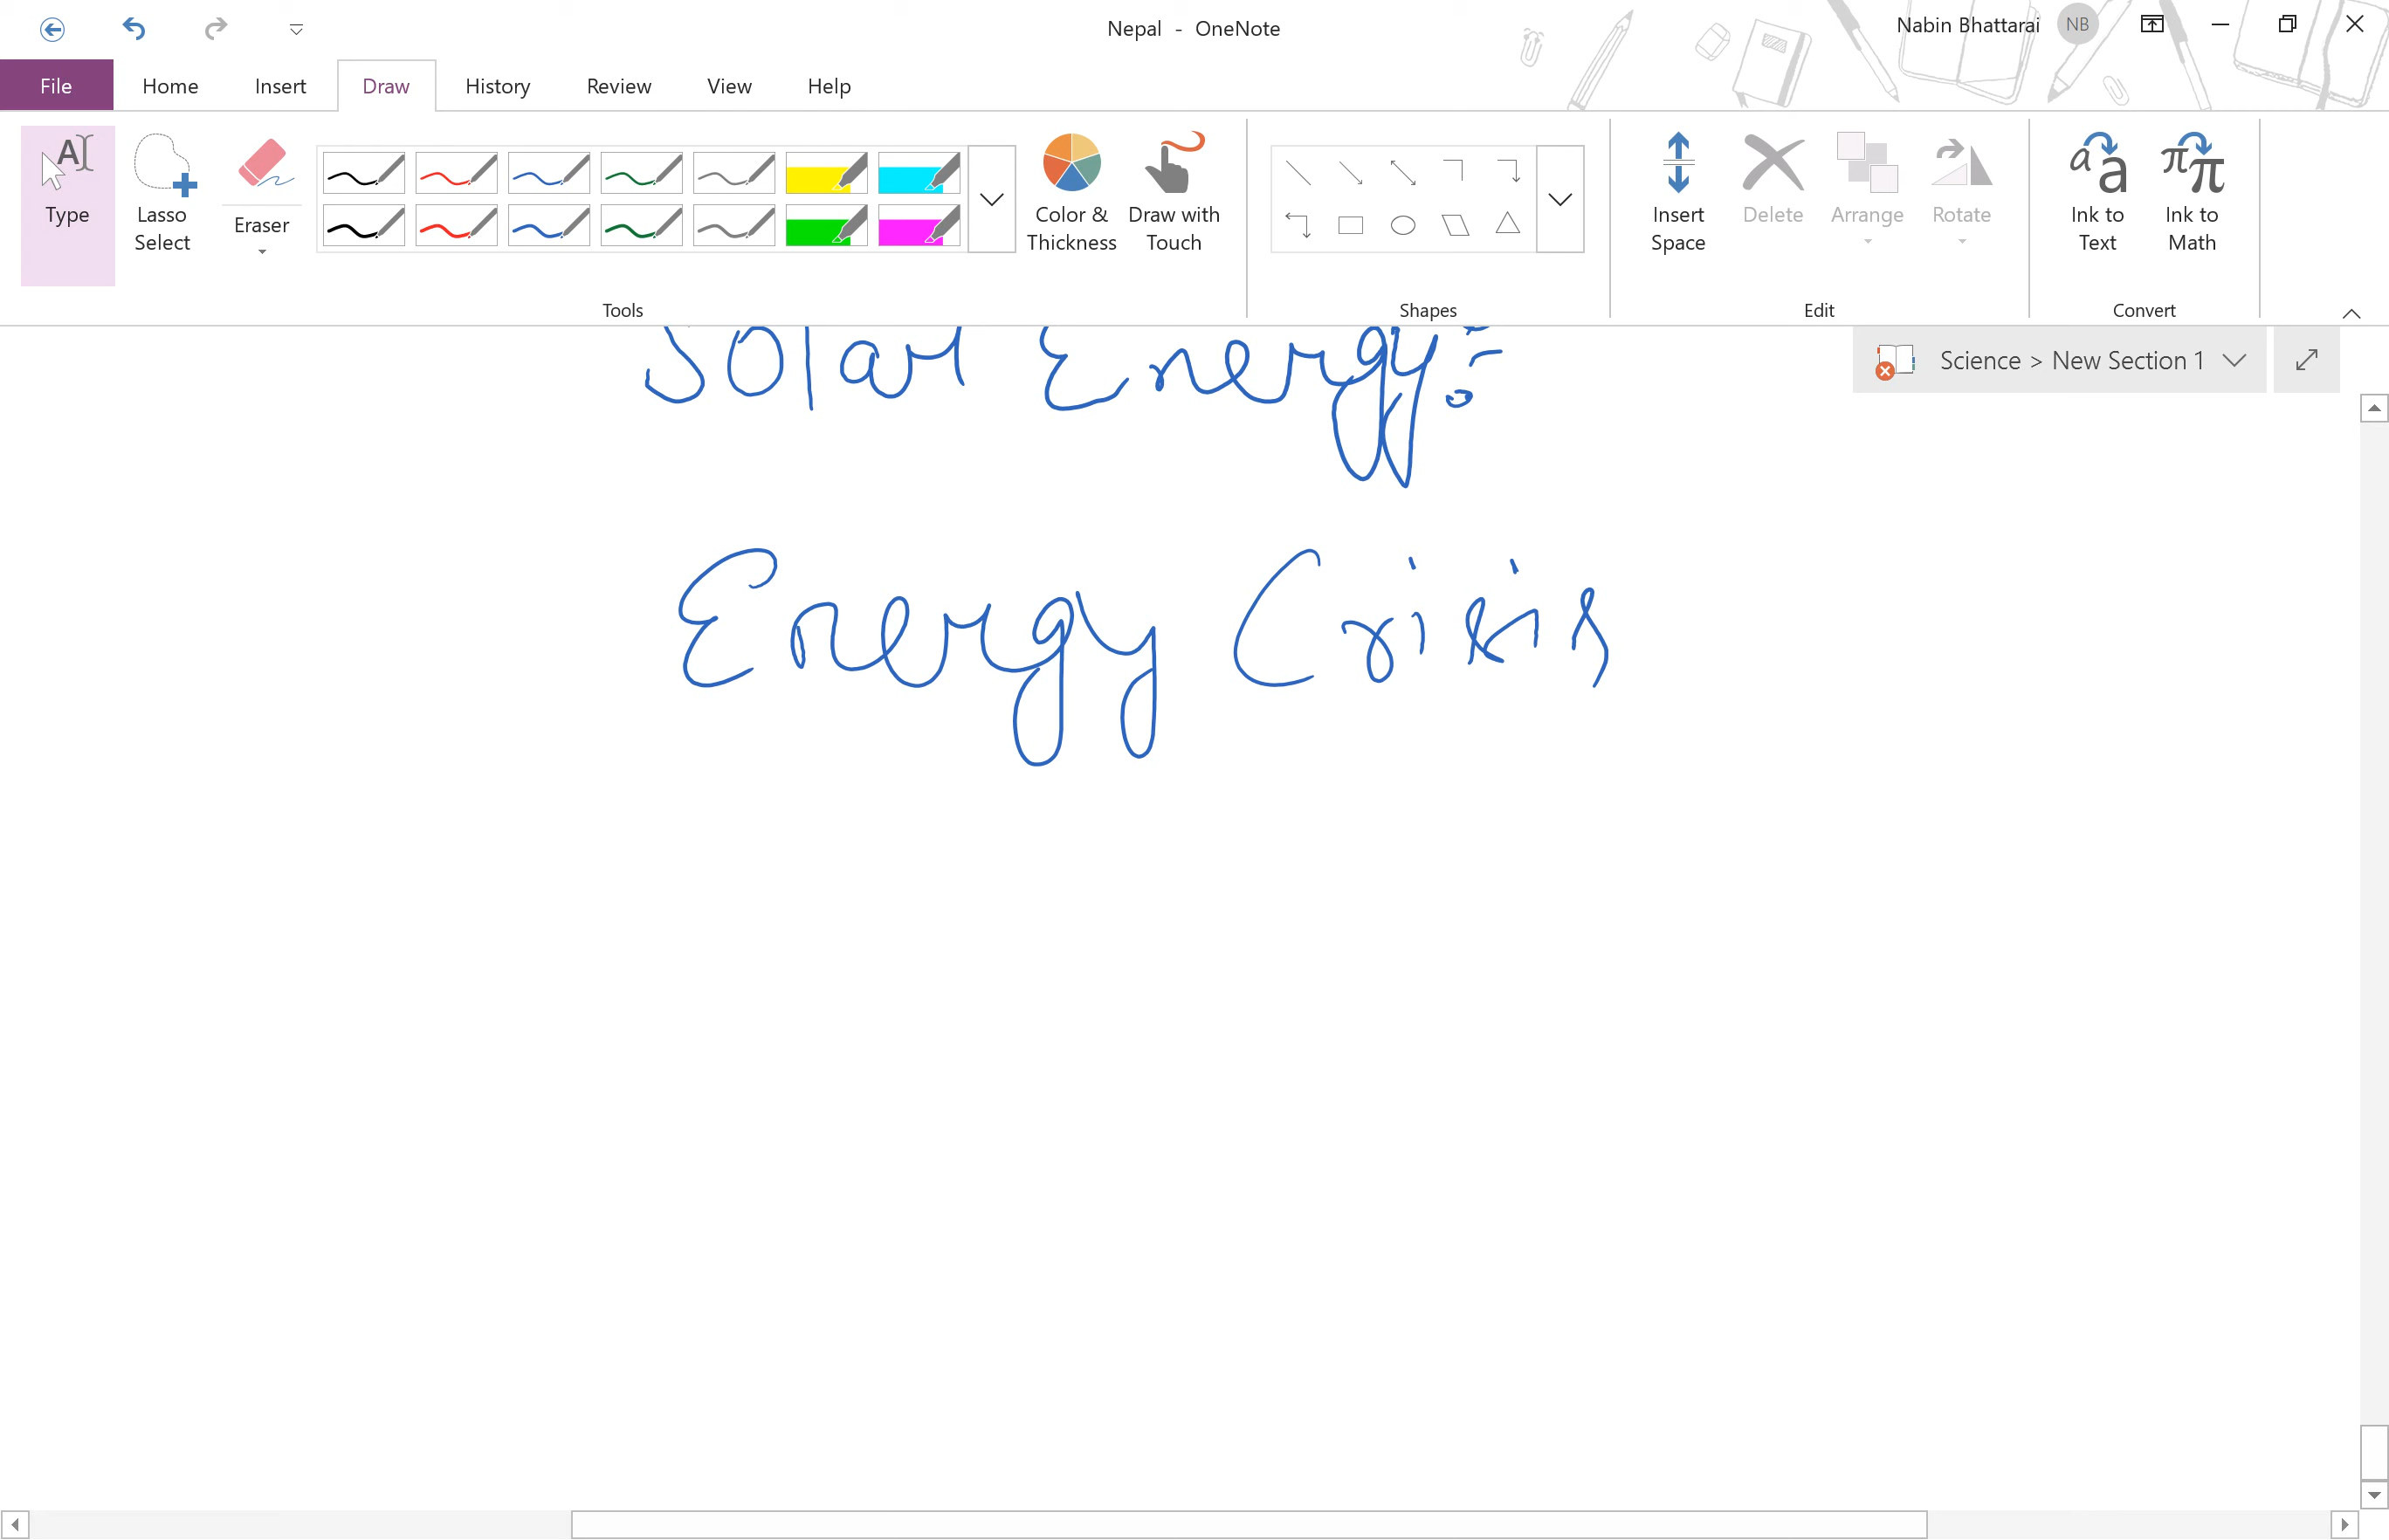 Nepal - OneNote
Nabin Bhattarai NB
File Home Insert Draw History Review View Help
Type
Lasso Select
Eraser
Color & Thickness
Draw with Touch
Insert Space
Delete
Arrange
Rotate
Ink to Text
Ink to Math
Tools Shapes Edit Convert
Science > New Section 1
Solar Energy:-
Energy Crisis